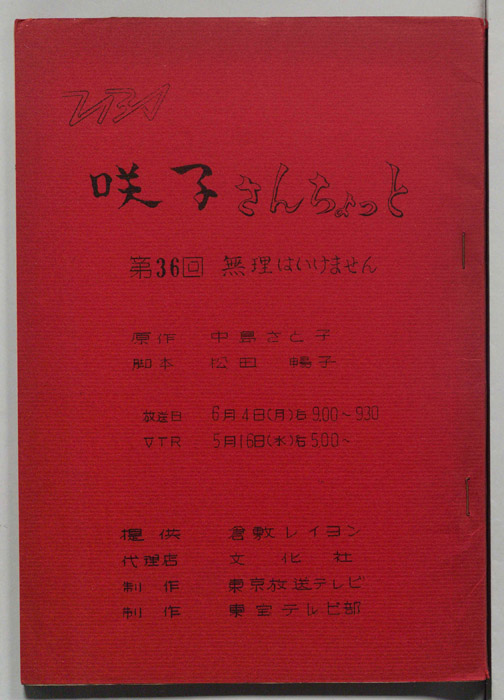 TBS
咲子さんちょっと
第36回 無理はいけません
原作 中島さと子
脚本 松田暢子
放送日 6月4日(月)后9.00~9.30
VTR 5月16日(水)后5.00~
提供 倉敷レイヨン
代理店 文化社
制作 東京放送テレビ
制作 東宝テレビ部